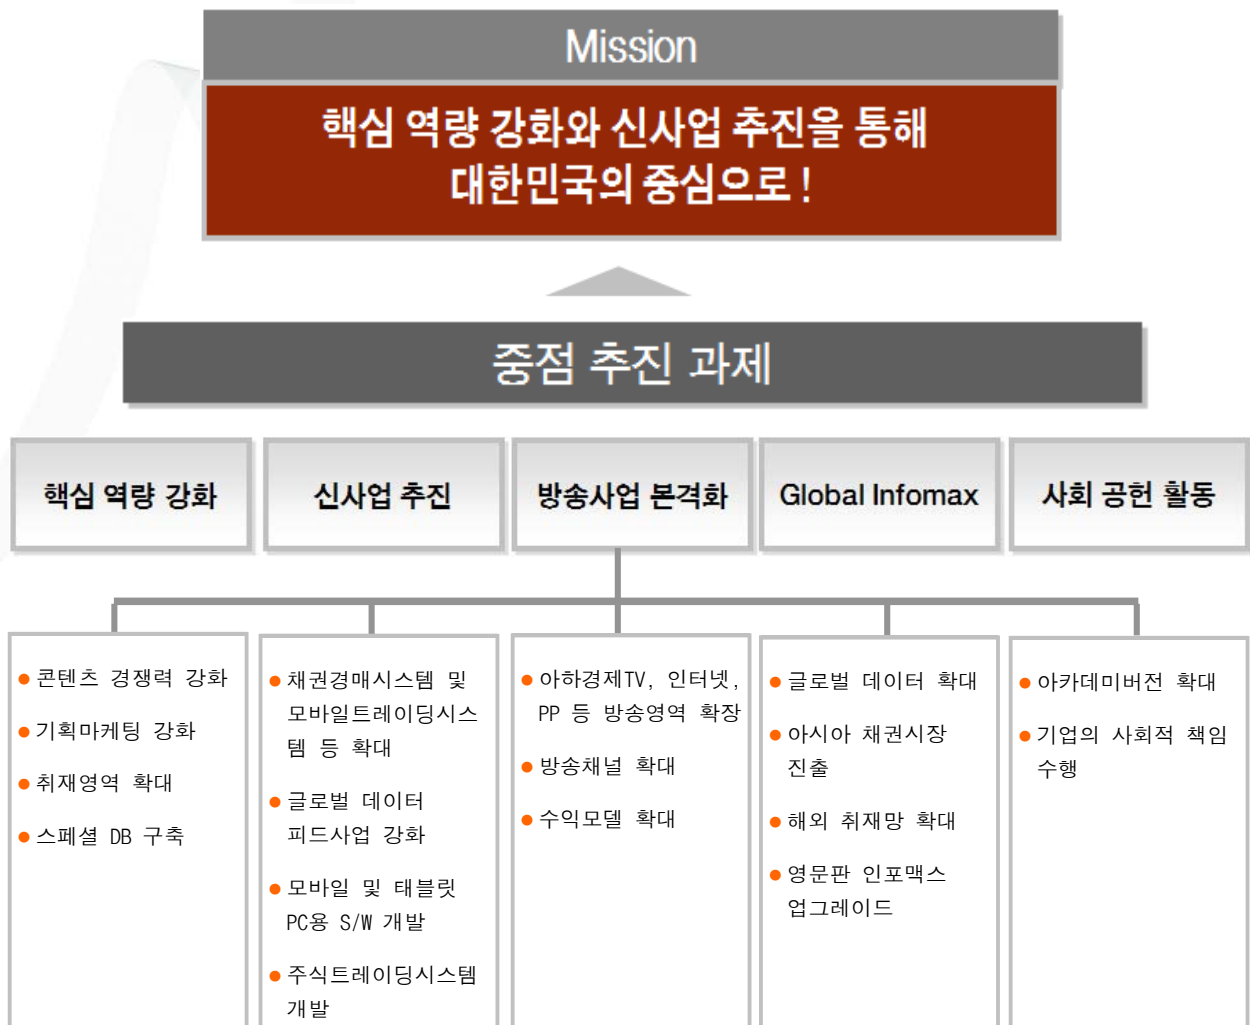 Mission
핵심 역량 강화와 신사업 추진을 통해
대한민국의 중심으로 !
중점 추진 과제
핵심 역량 강화
신사업 추진
방송사업 본격화
Global Infomax
사회 공헌 활동
● 콘텐츠 경쟁력 강화
● 기획마케팅 강화
● 취재영역 확대
● 스페셜 DB 구축
● 채권경매시스템 및
모바일트레이딩시스
템 등 확대
● 글로벌 데이터
피드사업 강화
● 모바일 및 태블릿
PC용 S/W 개발
● 주식트레이딩시스템
개발
● 아하경제TV, 인터넷,
PP 등 방송영역 확장
● 방송채널 확대
● 수익모델 확대
● 글로벌 데이터 확대
● 아시아 채권시장
진출
● 해외 취재망 확대
● 영문판 인포맥스
업그레이드
● 아카데미버전 확대
● 기업의 사회적 책임
수행